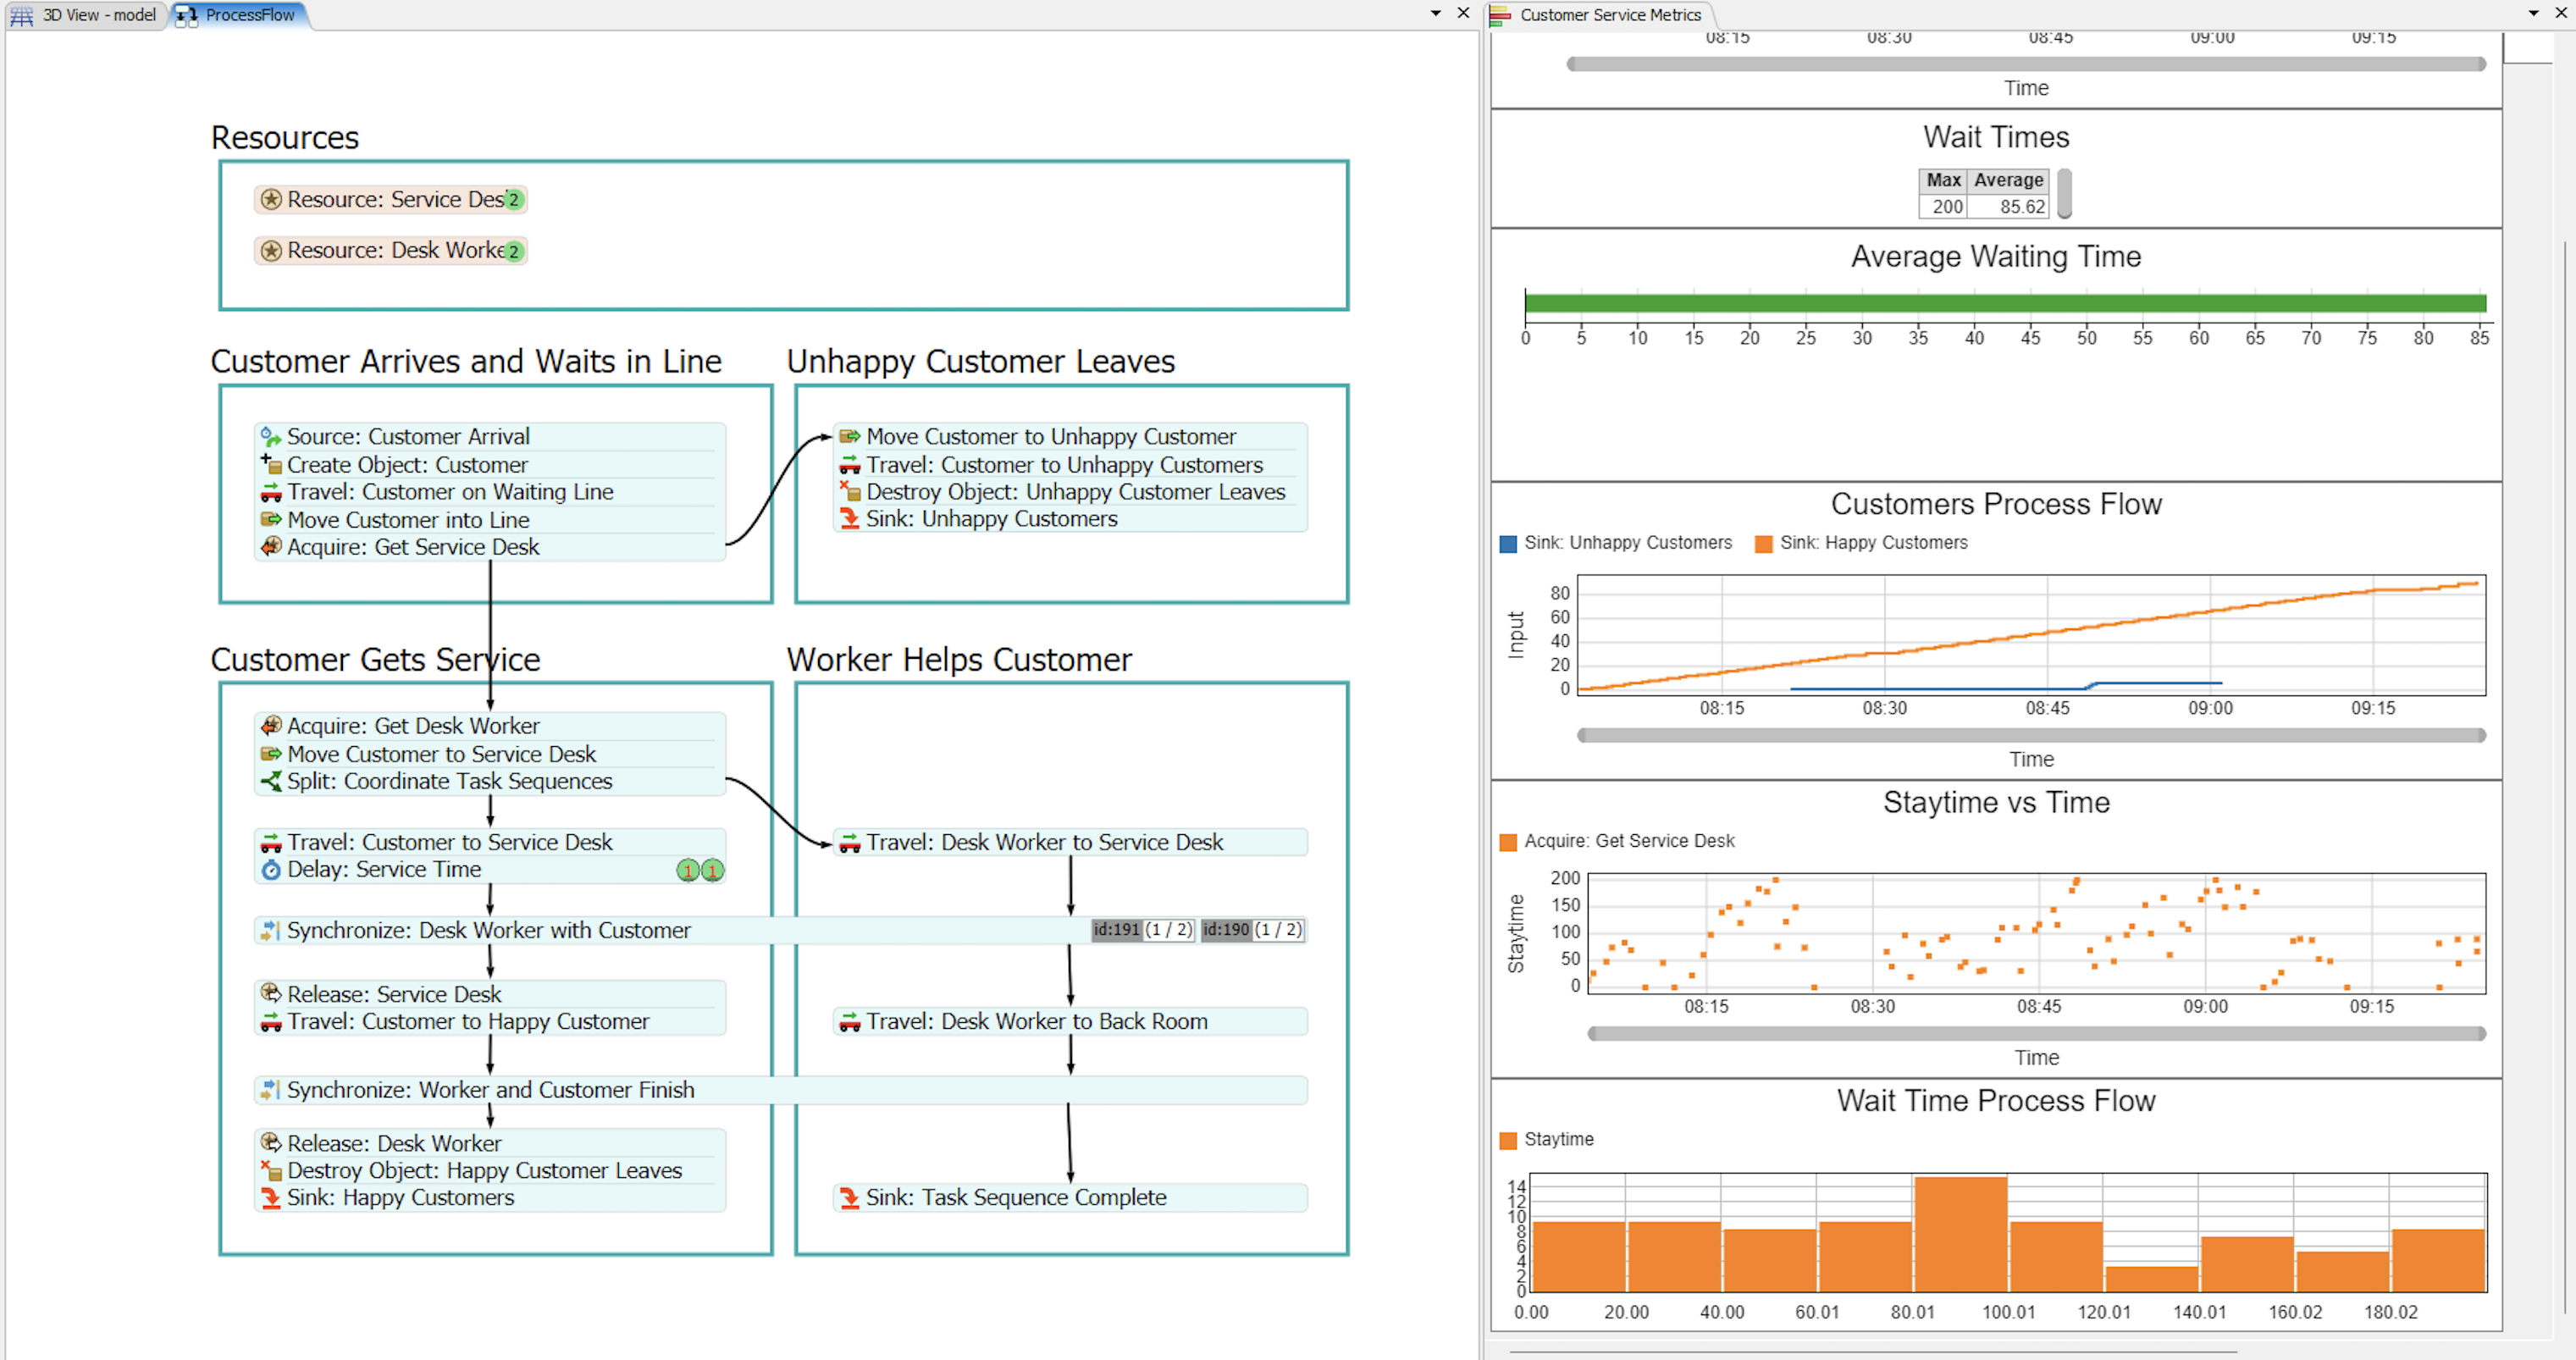 3D View - model
ProcessFlow
Resources
Resource: Service Des 2
Resource: Desk Worke 2
Customer Arrives and Waits in Line
Source: Customer Arrival
Create Object: Customer
Travel: Customer on Waiting Line
Move Customer into Line
Acquire: Get Service Desk
Unhappy Customer Leaves
Move Customer to Unhappy Customer
Travel: Customer to Unhappy Customers
Destroy Object: Unhappy Customer Leaves
Sink: Unhappy Customers
Customer Gets Service
Acquire: Get Desk Worker
Move Customer to Service Desk
Split: Coordinate Task Sequences
Travel: Customer to Service Desk
Delay: Service Time 1 1
Synchronize: Desk Worker with Customer
id:191 (1 / 2) id:190 (1 / 2)
Release: Service Desk
Travel: Customer to Happy Customer
Synchronize: Worker and Customer Finish
Release: Desk Worker
Destroy Object: Happy Customer Leaves
Sink: Happy Customers
Worker Helps Customer
Travel: Desk Worker to Service Desk
Travel: Desk Worker to Back Room
Sink: Task Sequence Complete
Customer Service Metrics
08:15 08:30 08:45 09:00 09:15
Time
Wait Times
Max Average
200 85.62
Average Waiting Time
0 5 10 15 20 25 30 35 40 45 50 55 60 65 70 75 80 85
Customers Process Flow
Sink: Unhappy Customers Sink: Happy Customers
Input
80
60
40
20
0
08:15 08:30 08:45 09:00 09:15
Time
Staytime vs Time
Acquire: Get Service Desk
Staytime
200
150
100
50
0
08:15 08:30 08:45 09:00 09:15
Time
Wait Time Process Flow
Staytime
14
12
10
8
6
4
2
0
0.00 20.00 40.00 60.01 80.01 100.01 120.01 140.01 160.02 180.02